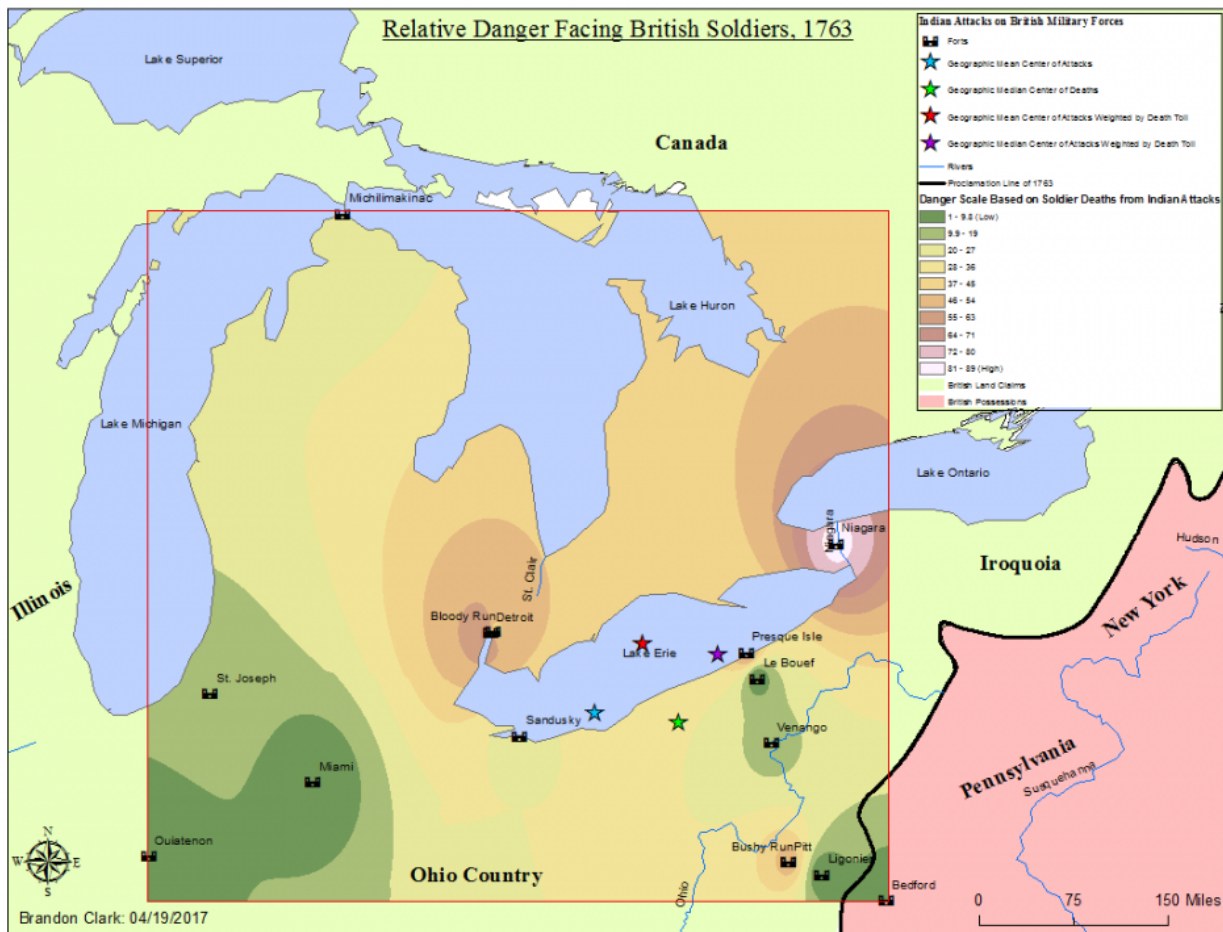 Relative Danger Facing British Soldiers, 1763
Indian Attacks on British Military Forces
Forts
Geographic Mean Center of Attacks
Geographic Median Center of Deaths
Geographic Mean Center of Attacks Weighted by Death Toll
Geographic Median Center of Attacks Weighted by Death Toll
Rivers
Proclamation Line of 1763
Danger Scale Based on Soldier Deaths from Indian Attacks
1 - 9.8 (Low)
9.9 - 19
20 - 27
28 - 36
37 - 45
46 - 54
55 - 63
64 - 71
72 - 80
81 - 89 (High)
British Land Claims
British Possessions
Lake Superior
Canada
Michilimakinac
Lake Huron
Lake Michigan
Lake Ontario
Niagara
Niagara
Hudson
Iroquoia
New York
Illinois
St. Clair
Bloody Run
Detroit
Lake Erie
Presque Isle
Le Bouef
St. Joseph
Sandusky
Venango
Pennsylvania
Susquehanna
Miami
Ouiatenon
Bushy Run
Pitt
Ligonier
Ohio Country
Ohio
Bedford
N
W
E
S
0 75 150 Miles
Brandon Clark: 04/19/2017